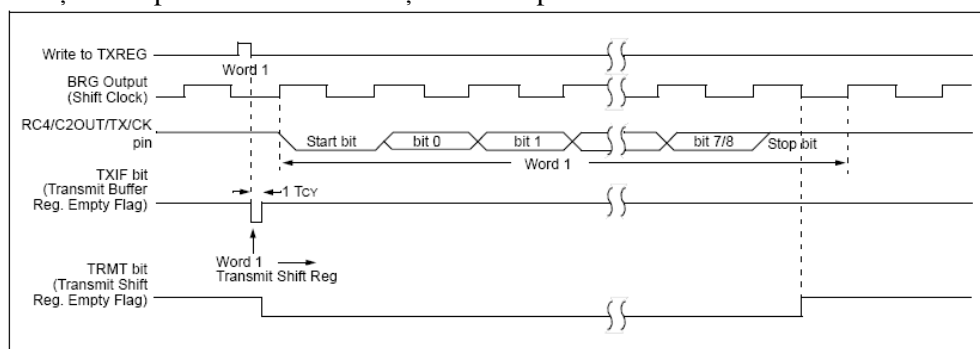 Write to TXREG
Word 1
BRG Output
(Shift Clock)
RC4/C2OUT/TX/CK
pin
Start bit
bit 0
bit 1
bit 7/8
Stop bit
Word 1
TXIF bit
(Transmit Buffer
Reg. Empty Flag)
1 TCY
Word 1
Transmit Shift Reg
TRMT bit
(Transmit Shift
Reg. Empty Flag)